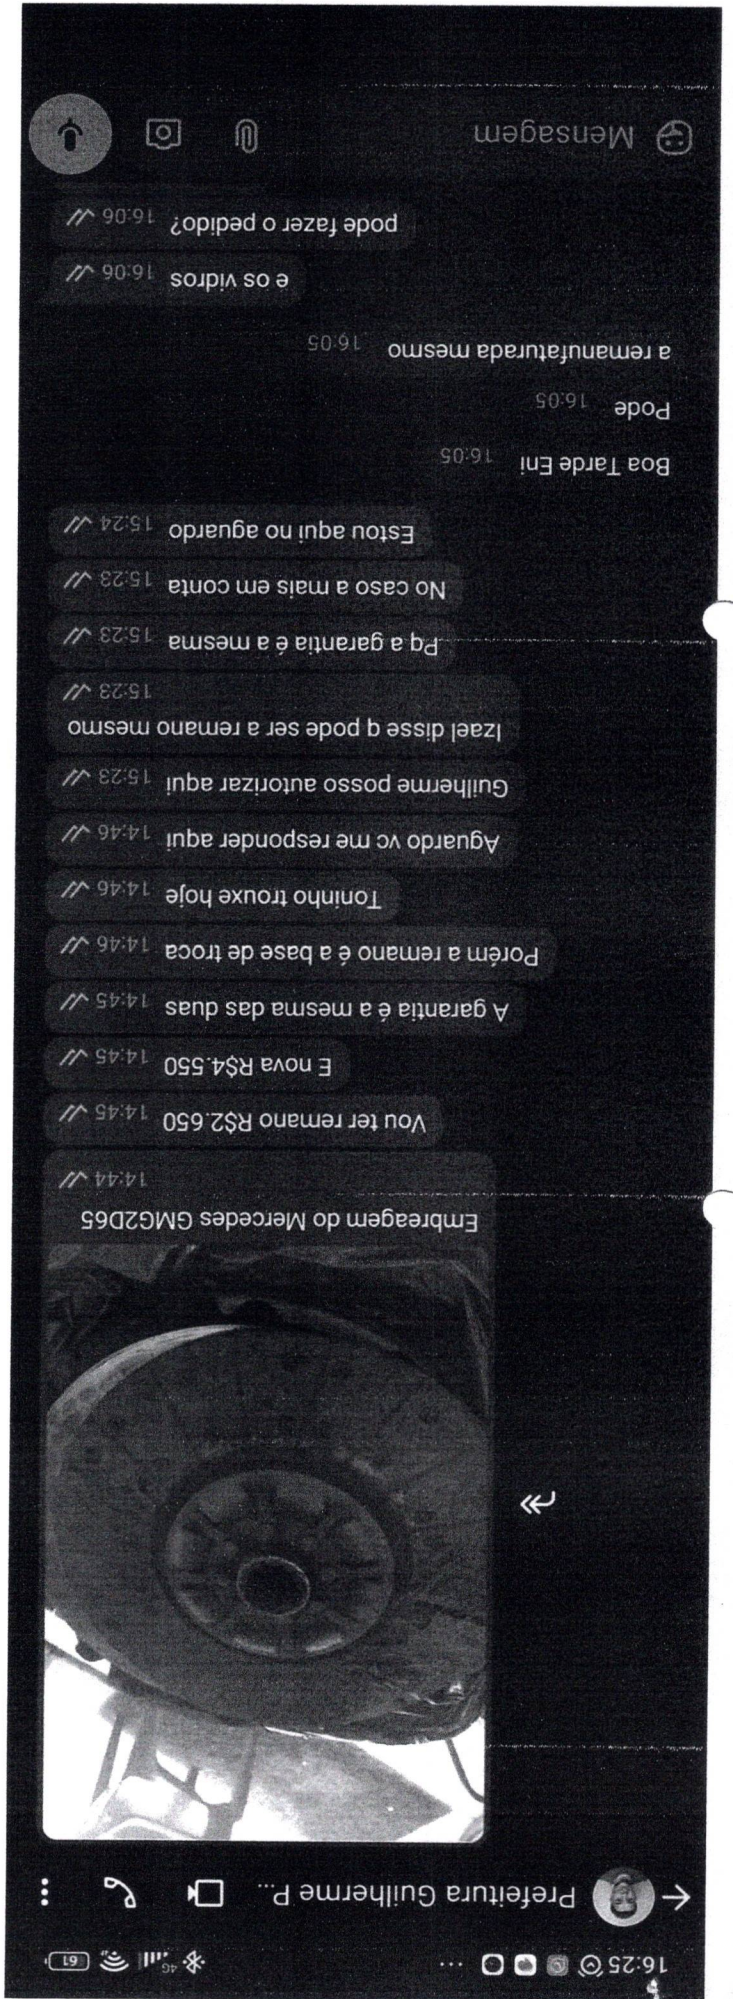 16:25
4G
61
Prefeitura Guilherme P...
Embreagem do Mercedes GMG2D65
14:44
Vou ter remano R$2.650 14:45
E nova R$4.550 14:45
A garantia é a mesma das duas 14:45
Porém a remano é a base de troca 14:46
Toninho trouxe hoje 14:46
Aguardo vc me responder aqui 14:46
Guilherme posso autorizar aqui 15:23
Izael disse q pode ser a remano mesmo
15:23
Pq a garantia é a mesma 15:23
No caso a mais em conta 15:23
Estou aqui no aguardo 15:24
Boa Tarde Eni 16:05
Pode 16:05
a remanufaturada mesmo 16:05
e os vidros 16:06
pode fazer o pedido? 16:06
Mensagem